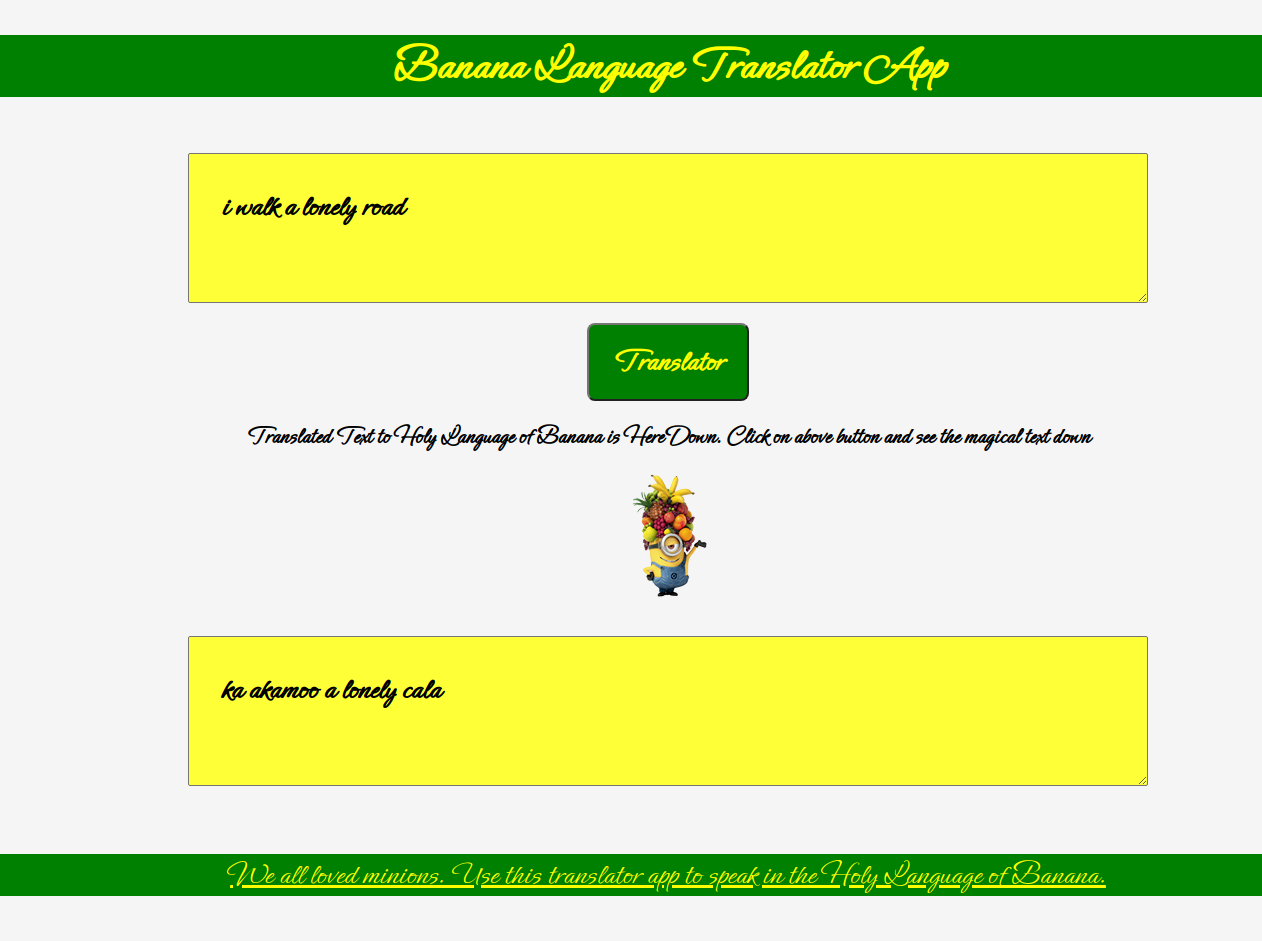 Banana Language Translator App
i walk a lonely road
Translator
Translated Text to Holy Language of Banana is Here Down. Click on above button and see the magical text down
ka akamoo a lonely cala
We all loved minions. Use this translator app to speak in the Holy Language of Banana.